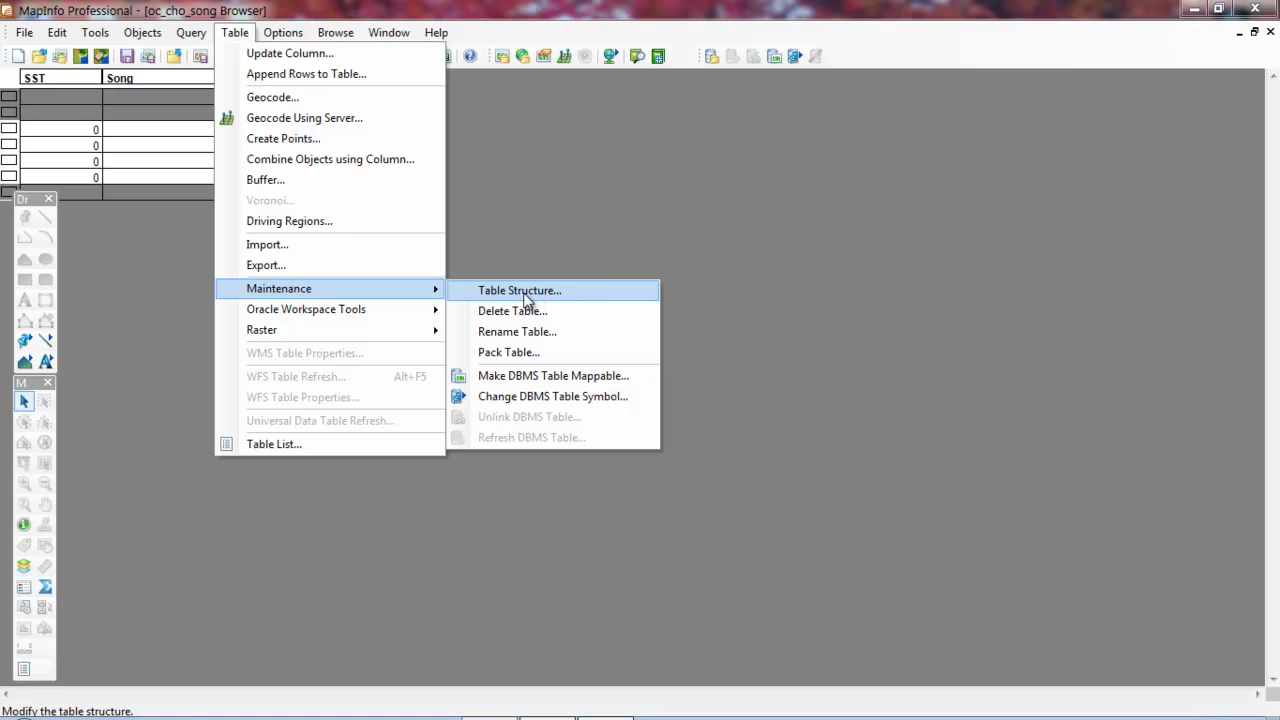 MapInfo Professional - [oc_cho_song Browser]
File Edit Tools Objects Query Table Options Browse Window Help
SST Song
0
0
0
0
Dr
M
Update Column...
Append Rows to Table...
Geocode...
Geocode Using Server...
Create Points...
Combine Objects using Column...
Buffer...
Voronoi...
Driving Regions...
Import...
Export...
Maintenance
Oracle Workspace Tools
Raster
WMS Table Properties...
WFS Table Refresh... Alt+F5
WFS Table Properties...
Universal Data Table Refresh...
Table List...
Table Structure...
Delete Table...
Rename Table...
Pack Table...
Make DBMS Table Mappable...
Change DBMS Table Symbol...
Unlink DBMS Table...
Refresh DBMS Table...
Modify the table structure.